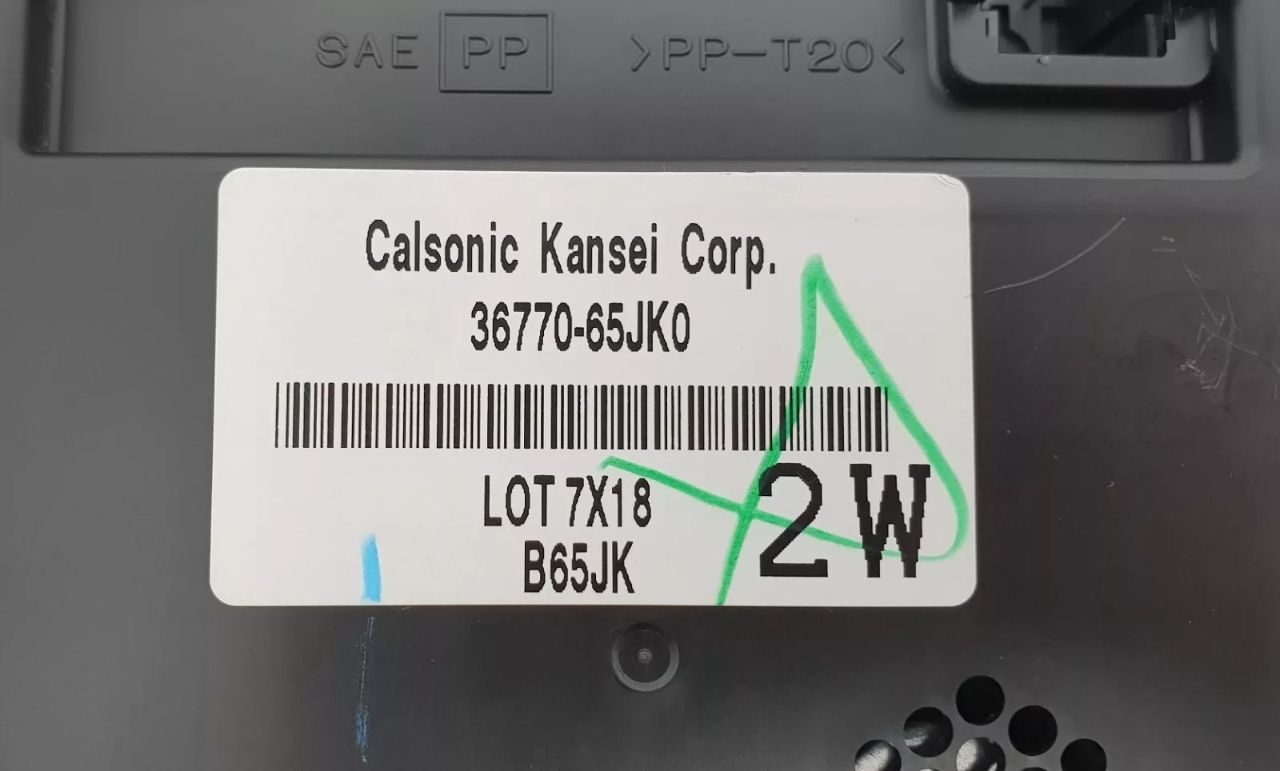 SAE PP >PP-T20<
Calsonic Kansei Corp.
36770-65JK0
LOT 7X18
B65JK
2W